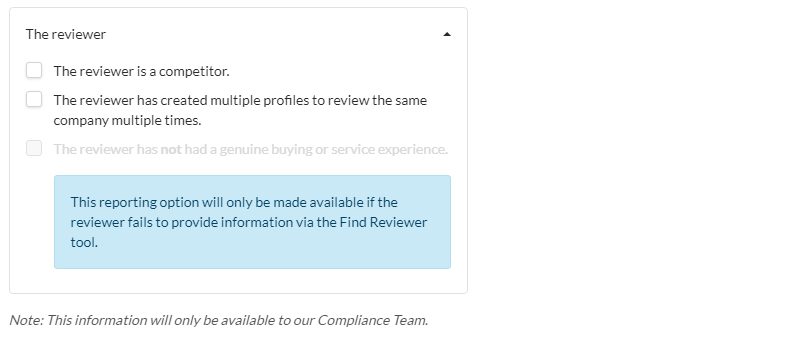 The reviewer
The reviewer is a competitor.
The reviewer has created multiple profiles to review the same
company multiple times.
The reviewer has not had a genuine buying or service experience.
This reporting option will only be made available if the
reviewer fails to provide information via the Find Reviewer
tool.
Note: This information will only be available to our Compliance Team.